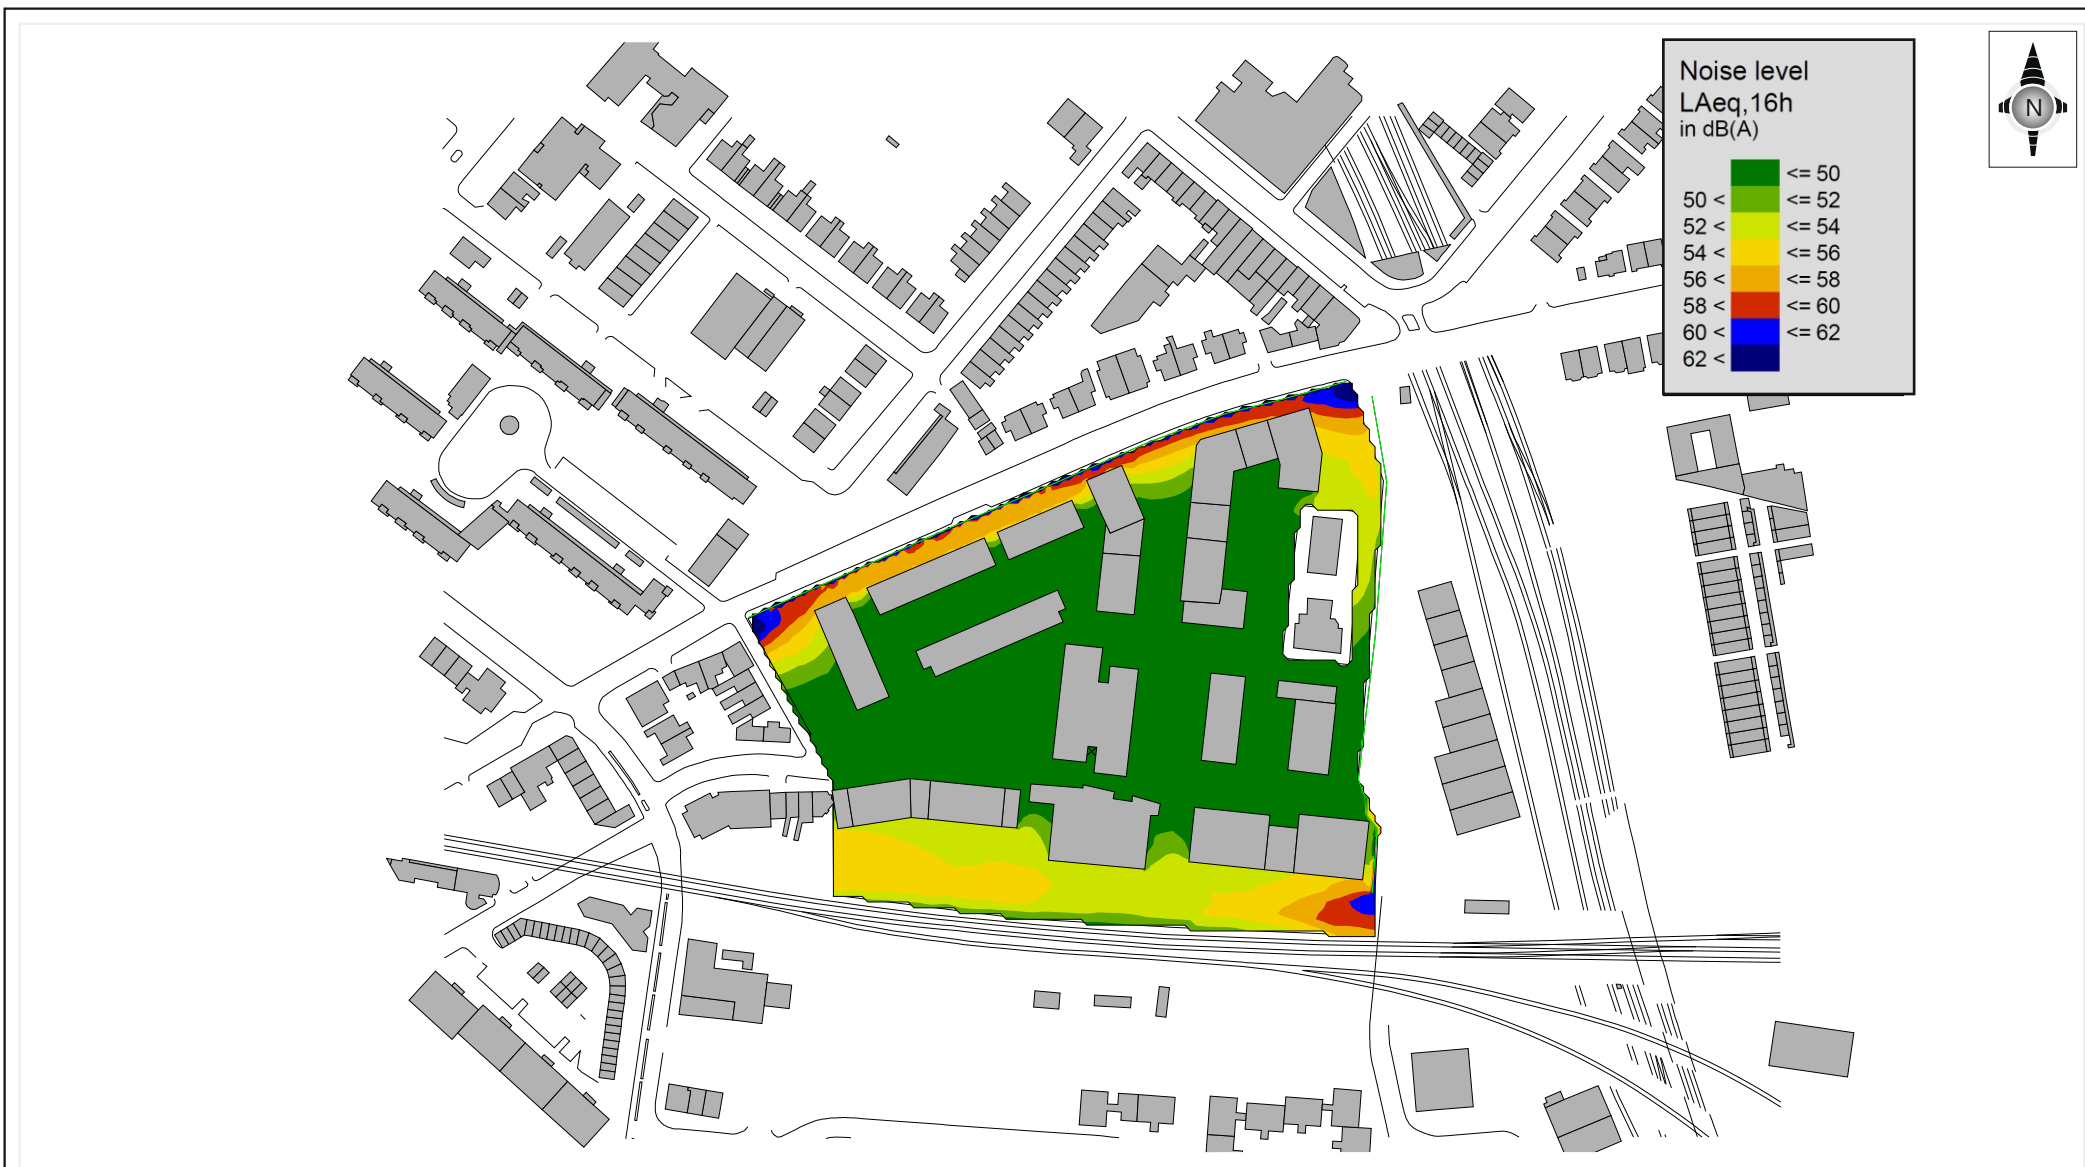 Noise level
LAeq,16h
in dB(A)
<= 50
50 < <= 52
52 < <= 54
54 < <= 56
56 < <= 58
58 < <= 60
60 < <= 62
62 <
N